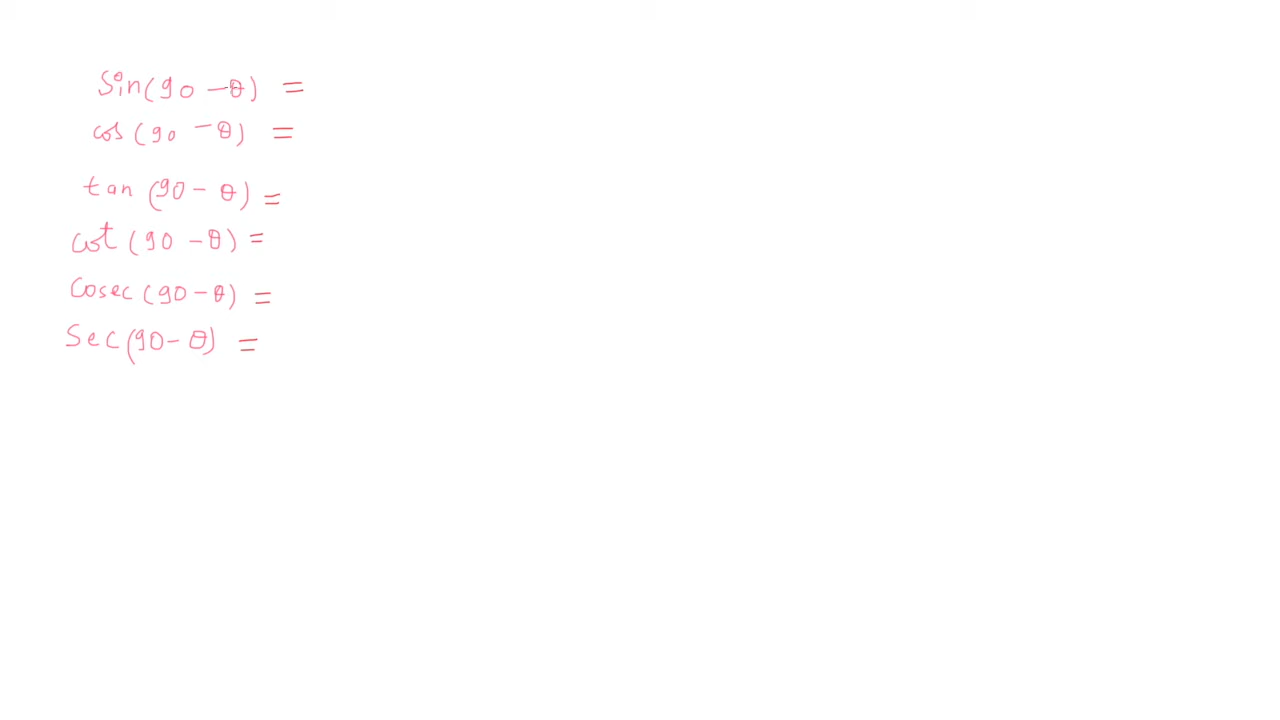 Sin(90 - θ) =
cos (90 - θ) =
tan (90 - θ) =
cot (90 - θ) =
Cosec (90 - θ) =
Sec (90 - θ) =